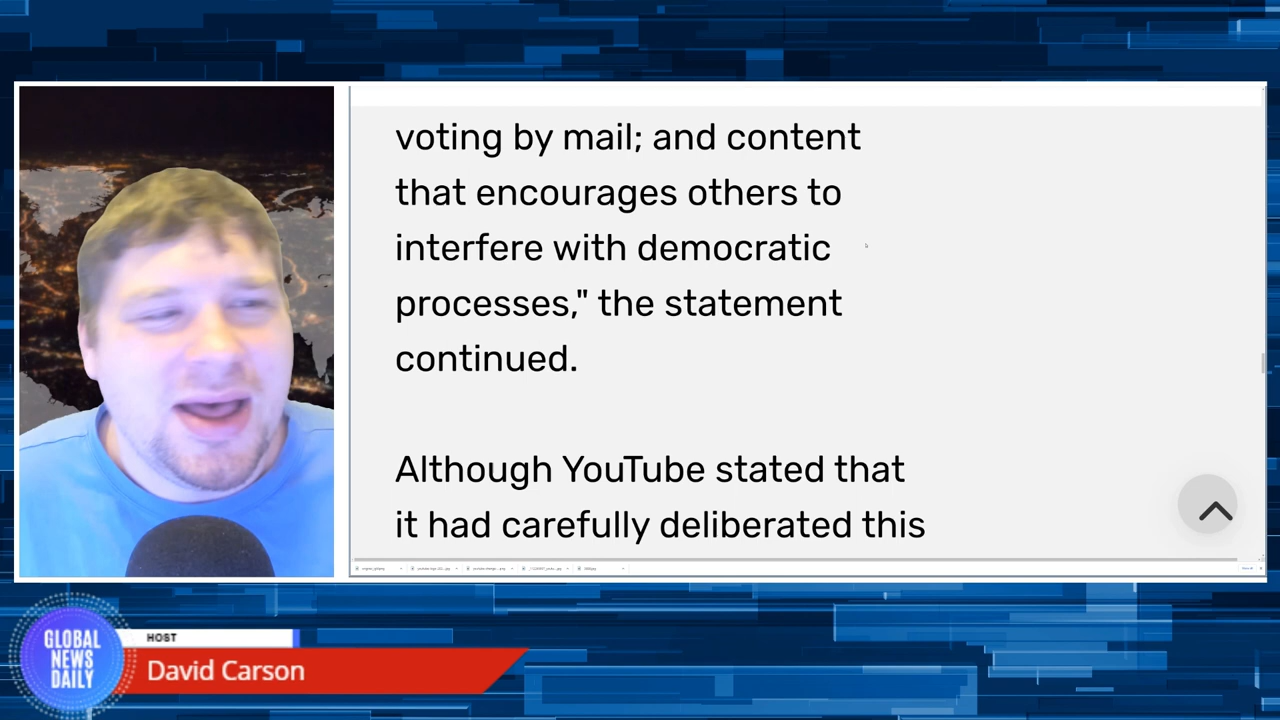 voting by mail; and content
that encourages others to
interfere with democratic
processes," the statement
continued.
Although YouTube stated that
it had carefully deliberated this
GLOBAL
NEWS
DAILY
HOST
David Carson